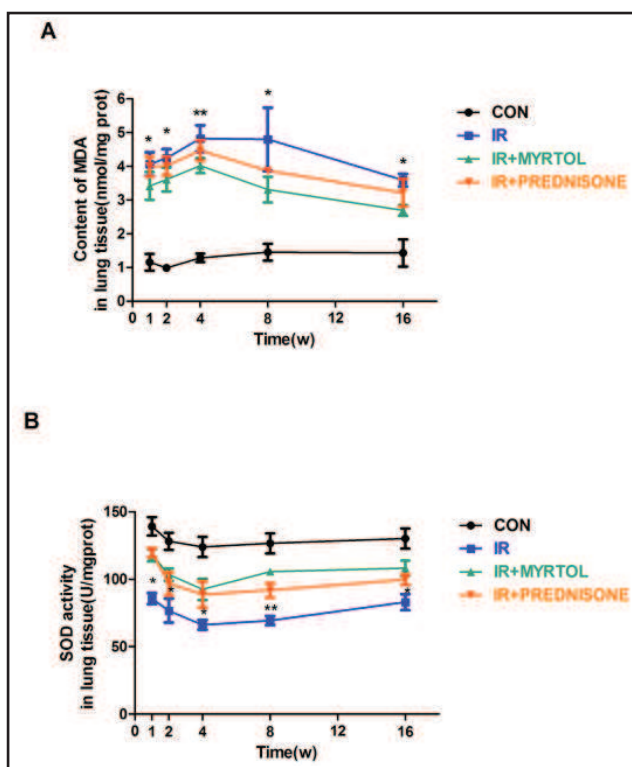 A
Content of MDA
in lung tissue(nmol/mg prot)
6
5
4
3
2
1
0
* * ** * *
0 1 2 4 8 12 16
Time(w)
CON
IR
IR+MYRTOL
IR+PREDNISONE
B
SOD activity
in lung tissue(U/mgprot)
150
100
50
0
* * * ** *
0 1 2 4 8 12 16
Time(w)
CON
IR
IR+MYRTOL
IR+PREDNISONE